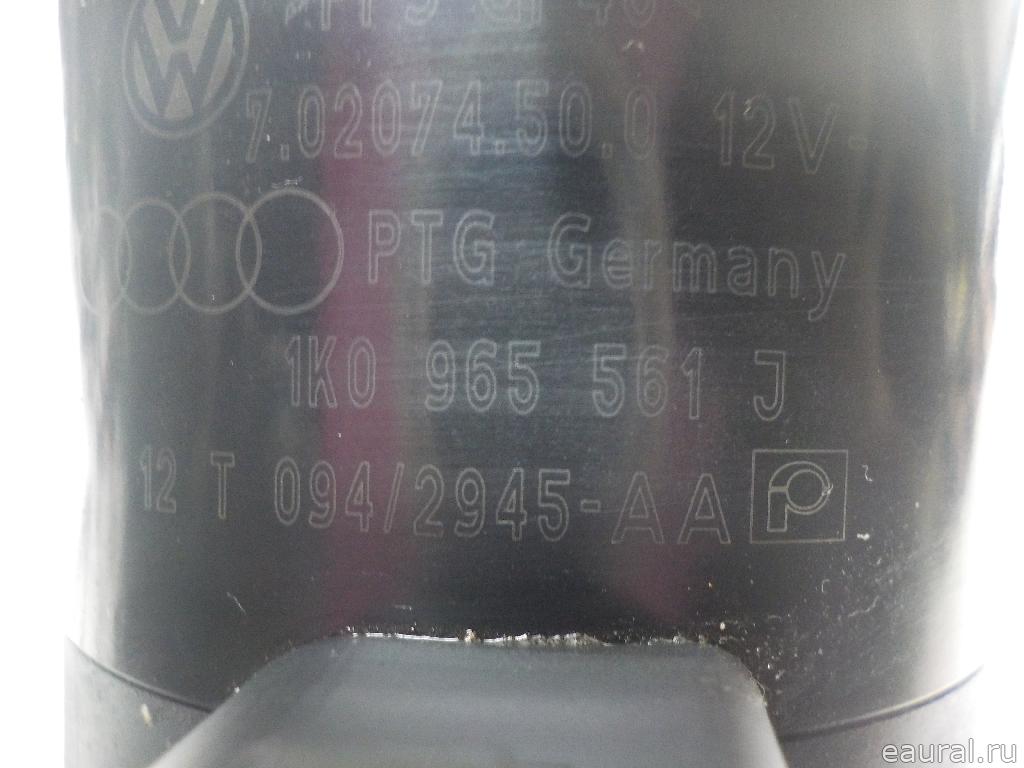 7.02074.50.0 12V-
PTG Germany
1K0 965 561 J
12 T 094/2945-AA
eaural.ru